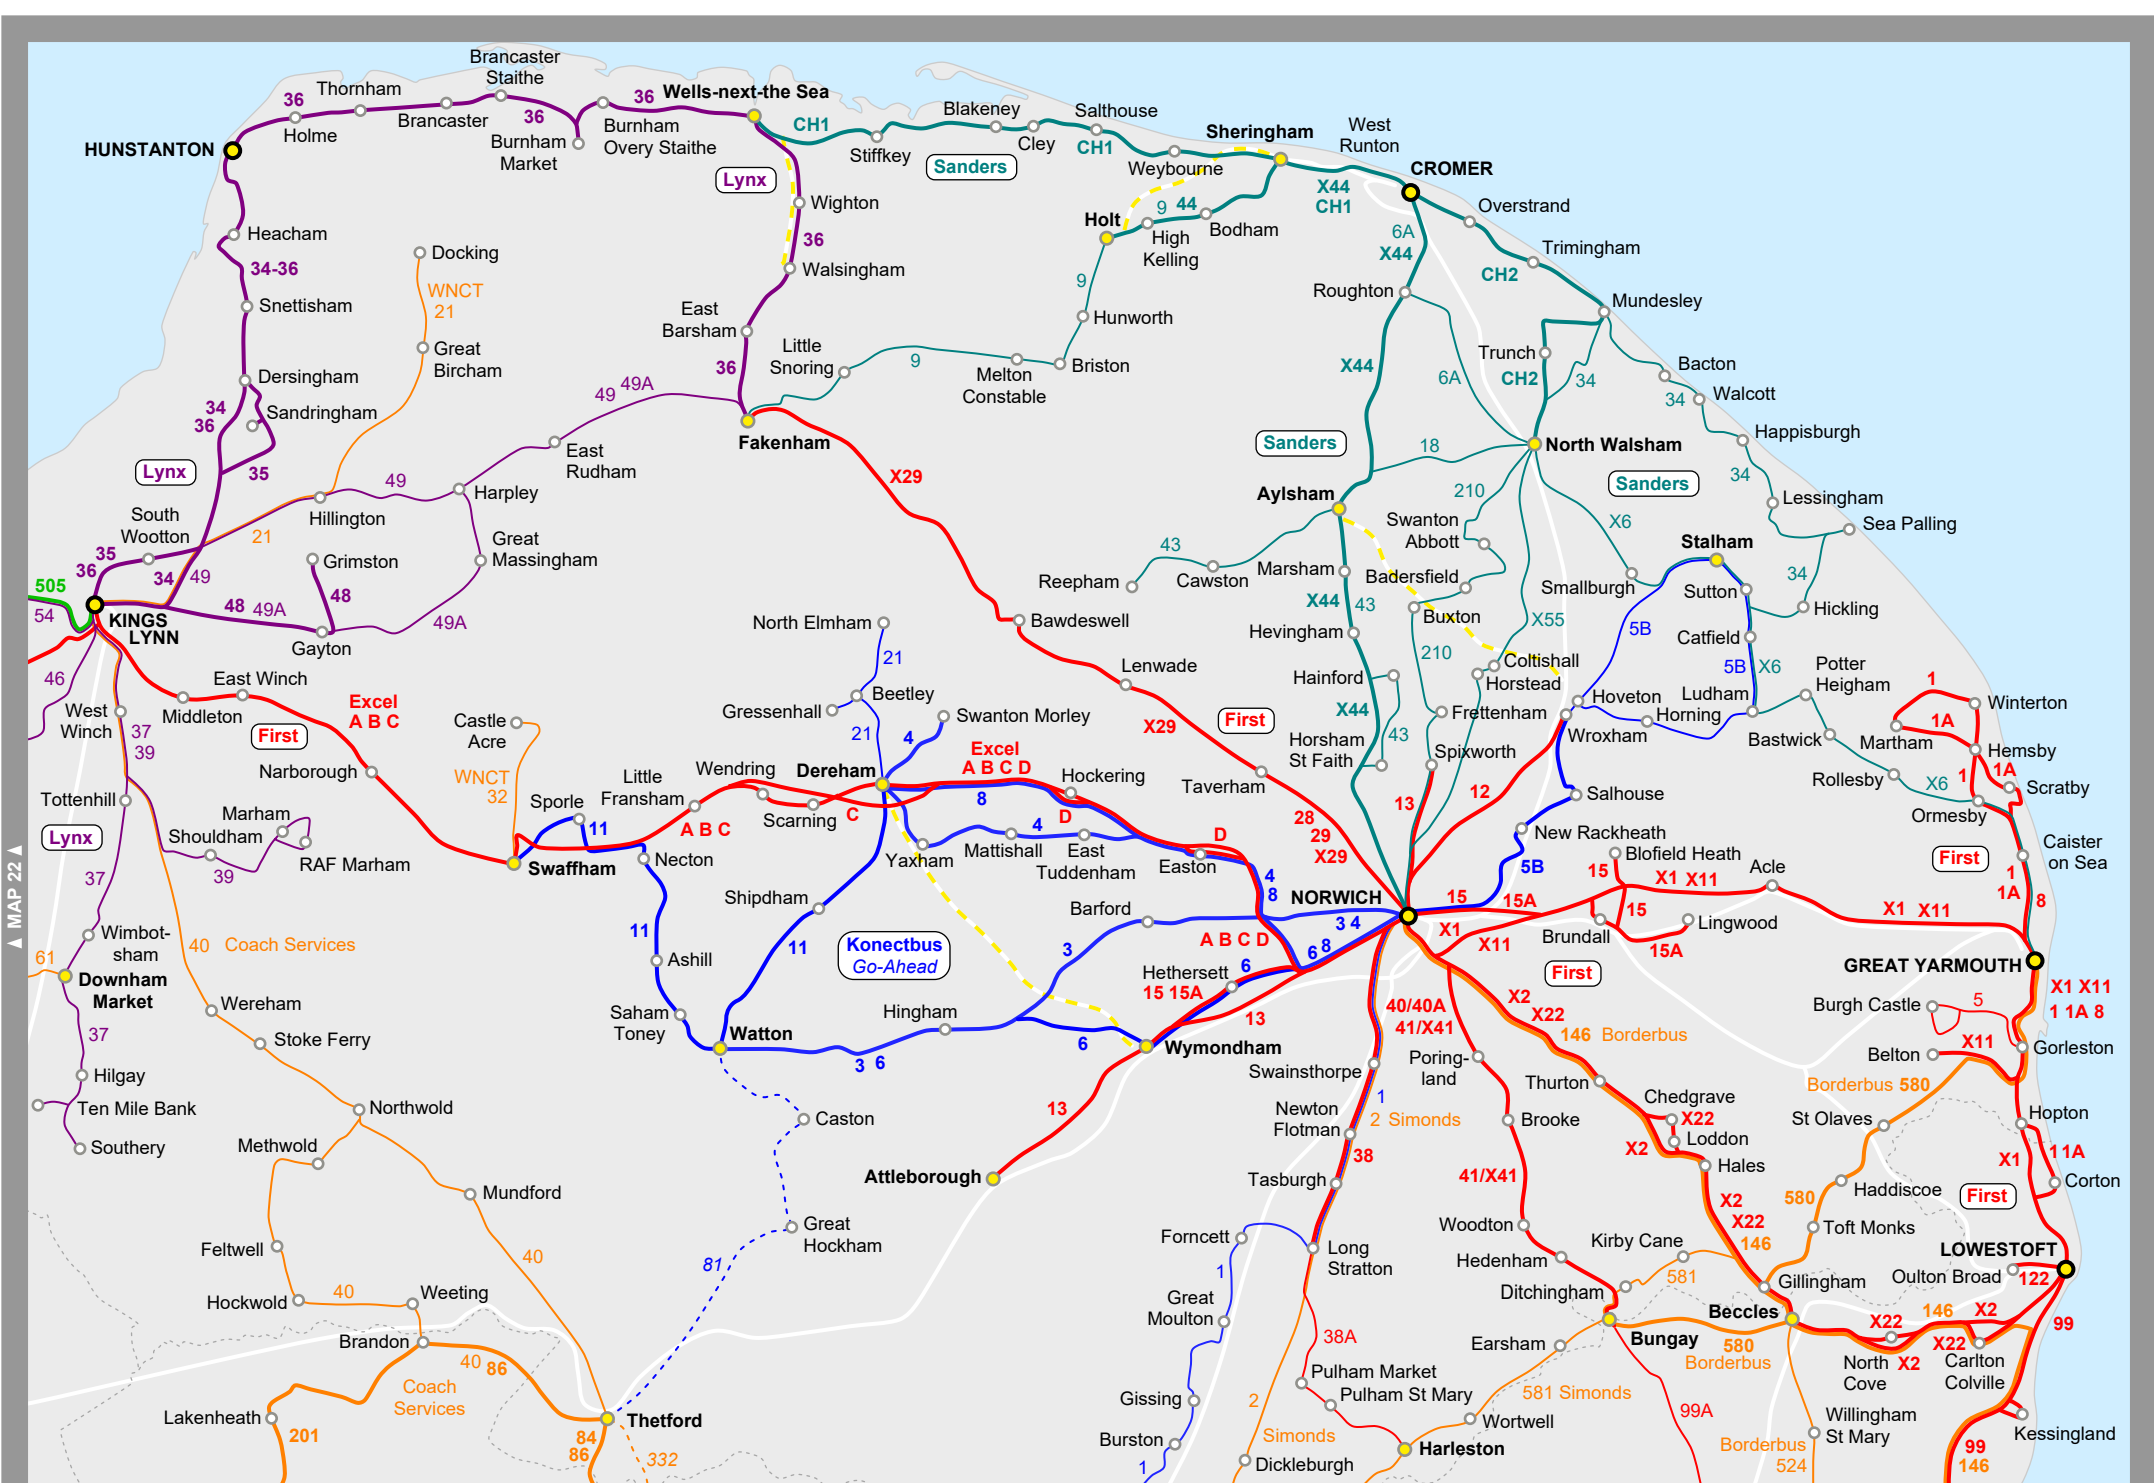 Brancaster
Staithe
Thornham
36
Holme
Brancaster
36
Burnham
Market
36
Burnham
Overy Staithe
Wells-next-the Sea
CH1
Stiffkey
Blakeney
Cley
Salthouse
CH1
Sanders
Weybourne
Sheringham
West
Runton
CROMER
X44
CH1
Overstrand
Trimingham
CH2
Mundesley
HUNSTANTON
Lynx
Wighton
36
Walsingham
Holt
9
44
High
Kelling
Bodham
6A
X44
Roughton
Heacham
34-36
Snettisham
Docking
WNCT
21
Great
Bircham
East
Barsham
36
Little
Snoring
9
Melton
Constable
Briston
Hunworth
9
X44
6A
Trunch
CH2
34
Bacton
34
Walcott
Happisburgh
34
Lessingham
Sea Palling
Dersingham
34
36
Sandringham
35
Lynx
49
49A
Fakenham
East
Rudham
X29
Sanders
18
North Walsham
Sanders
210
X6
Aylsham
Swanton
Abbott
Stalham
South
Wootton
Hillington
49
Harpley
21
Great
Massingham
35
36
34
49
Grimston
48
48
49A
49A
Gayton
505
54
KINGS
LYNN
Reepham
43
Cawston
Marsham
Badersfield
X44
43
Buxton
Smallburgh
Sutton
34
Hickling
X55
5B
Catfield
5B
X6
Hevingham
210
Coltishall
Horstead
Hainford
X44
43
Horsham
St Faith
Frettenham
Spixworth
Hoveton
Wroxham
Horning
Ludham
Potter
Heigham
Bastwick
Rollesby
X6
1
Winterton
1A
Martham
Hemsby
1
1A
Scratby
Ormesby
Caister
on Sea
46
West
Winch
37
39
East Winch
Middleton
Excel
A B C
First
Narborough
Castle
Acre
WNCT
32
North Elmham
21
Beetley
Gressenhall
21
Swanton Morley
4
Bawdeswell
Lenwade
X29
First
Taverham
28
29
X29
13
12
Salhouse
New Rackheath
5B
Blofield Heath
15
X1 X11
Acle
First
1
1A
8
Tottenhill
Lynx
Marham
Shouldham
RAF Marham
39
37
Sporle
11
Swaffham
Little
Fransham
A B C
Wendring
Scarning
C
Dereham
Excel
A B C D
8
Hockering
D
D
Yaxham
4
Mattishall
East
Tuddenham
Easton
4
8
Necton
NORWICH
15
15A
15
Brundall
Lingwood
15A
X1 X11
X1
X11
First
GREAT YARMOUTH
MAP 22
Wimbot-
sham
61
Downham
Market
37
Hilgay
Ten Mile Bank
Southery
40 Coach Services
Wereham
Stoke Ferry
Shipdham
11
11
Ashill
Saham
Toney
Watton
Konectbus
Go-Ahead
Barford
3
3 4
A B C D
6 8
Hethersett
6
15 15A
13
Hingham
3 6
6
Wymondham
X1 X11
1 1A 8
Burgh Castle
5
X11
Belton
Gorleston
Borderbus 580
St Olaves
Hopton
11A
X1
Corton
First
40/40A
41/X41
X2
X22
146 Borderbus
Poring-
land
Swainsthorpe
1
2 Simonds
Newton
Flotman
38
Tasburgh
Brooke
41/X41
Woodton
Hedenham
Thurton
Chedgrave
X22
Loddon
X2
Hales
X2
X22
146
580
Haddiscoe
Toft Monks
Northwold
Methwold
Mundford
Feltwell
40
Hockwold
40
Weeting
Brandon
40 86
Coach
Services
Lakenheath
201
Thetford
84
86
332
81
Caston
Great
Hockham
Attleborough
13
Forncett
1
Great
Moulton
Long
Stratton
38A
Gissing
Burston
1
2
Simonds
Dickleburgh
Pulham Market
Pulham St Mary
Harleston
Wortwell
581 Simonds
Earsham
Ditchingham
Kirby Cane
581
Bungay
99A
580
Borderbus
Gillingham
Beccles
LOWESTOFT
Oulton Broad
122
146
X2
X22
X22
X2
North
Cove
Carlton
Colville
99
Willingham
St Mary
Borderbus
524
Kessingland
99
146